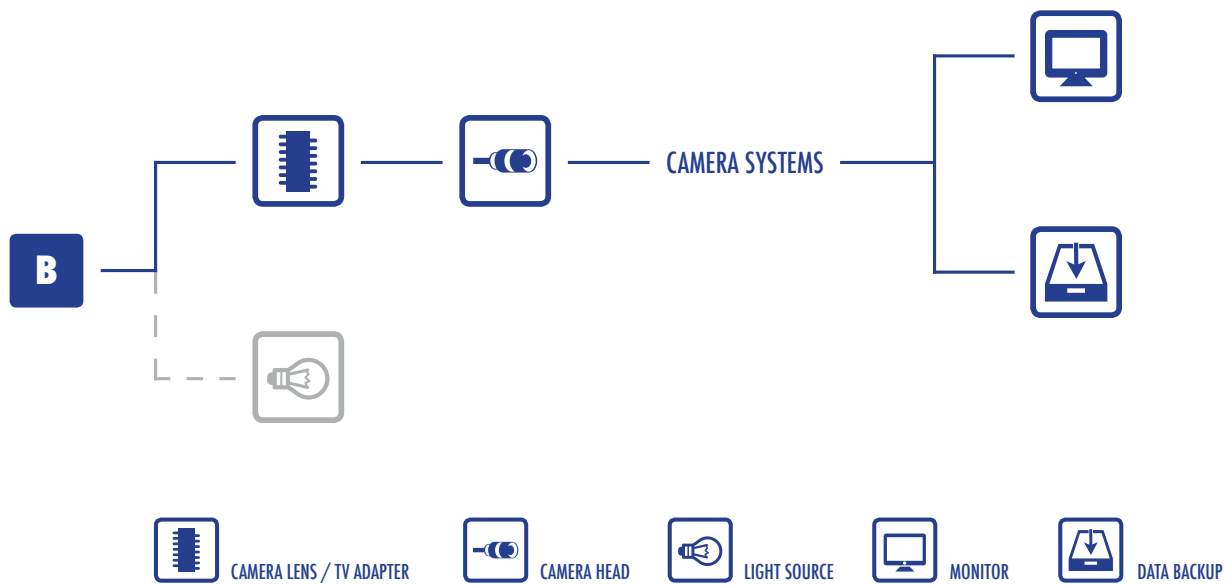 CAMERA SYSTEMS
B
CAMERA LENS / TV ADAPTER
CAMERA HEAD
LIGHT SOURCE
MONITOR
DATA BACKUP